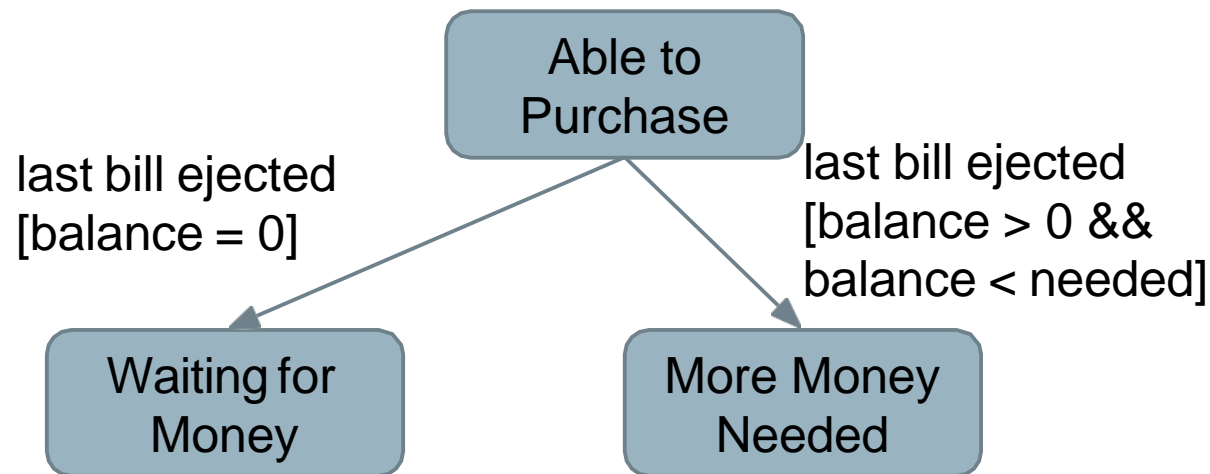 Able to
Purchase
last bill ejected
[balance = 0]
last bill ejected
[balance > 0 &&
balance < needed]
Waiting for
Money
More Money
Needed